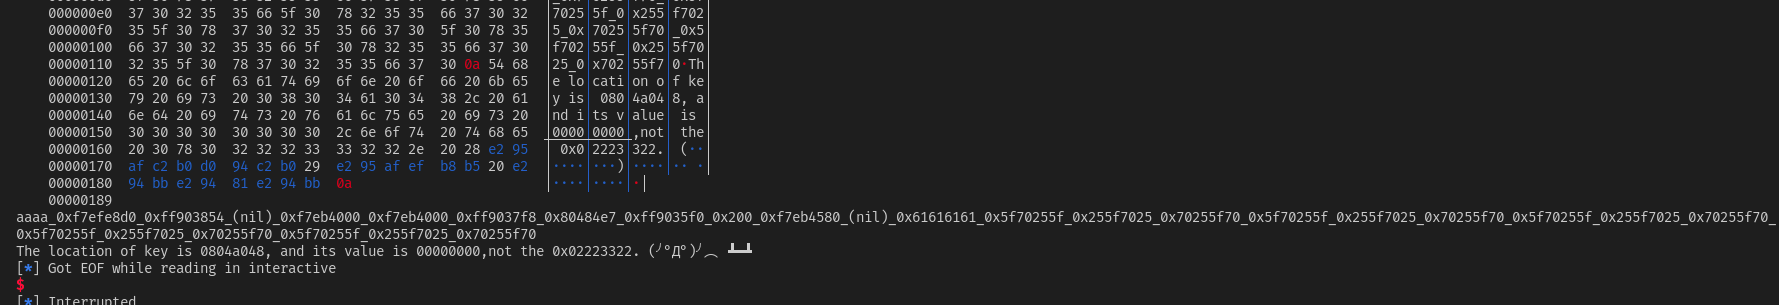 000000e0  37 30 32 35  35 66 5f 30  78 32 35 35  66 37 30 32  │7025│5f_0│x255│f702│
000000f0  35 5f 30 78  37 30 32 35  35 66 37 30  5f 30 78 35  │5_0x│7025│5f70│_0x5│
00000100  66 37 30 32  35 35 66 5f  30 78 32 35  35 66 37 30  │f702│55f_│0x25│5f70│
00000110  32 35 5f 30  78 37 30 32  35 35 66 37  30 0a 54 68  │25_0│x702│55f7│0·Th│
00000120  65 20 6c 6f  63 61 74 69  6f 6e 20 6f  66 20 6b 65  │e lo│cati│on o│f ke│
00000130  79 20 69 73  20 30 38 30  34 61 30 34  38 2c 20 61  │y is│ 080│4a04│8, a│
00000140  6e 64 20 69  74 73 20 76  61 6c 75 65  20 69 73 20  │nd i│ts v│alue│ is │
00000150  30 30 30 30  30 30 30 30  2c 6e 6f 74  20 74 68 65  │0000│0000│,not│ the│
00000160  20 30 78 30  32 32 32 33  33 32 32 2e  20 28 e2 95  │ 0x0│2223│322.│ (··│
00000170  af c2 b0 d0  94 c2 b0 29  e2 95 af ef  b8 b5 20 e2  │····│···)│····│·· ·│
00000180  94 bb e2 94  81 e2 94 bb  0a  │····│····│·│
00000189
aaaa_0xf7efe8d0_0xff903854_(nil)_0xf7eb4000_0xf7eb4000_0xff9037f8_0x80484e7_0xff9035f0_0x200_0xf7eb4580_(nil)_0x61616161_0x5f70255f_0x255f7025_0x70255f70_0x5f70255f_0x255f7025_0x70255f70_0x5f70255f_0x255f7025_0x70255f70_
0x5f70255f_0x255f7025_0x70255f70_0x5f70255f_0x255f7025_0x70255f70
The location of key is 0804a048, and its value is 00000000,not the 0x02223322. (╯°Д°)╯︵ ┻━┻
[*] Got EOF while reading in interactive
$
[*] Interrupted